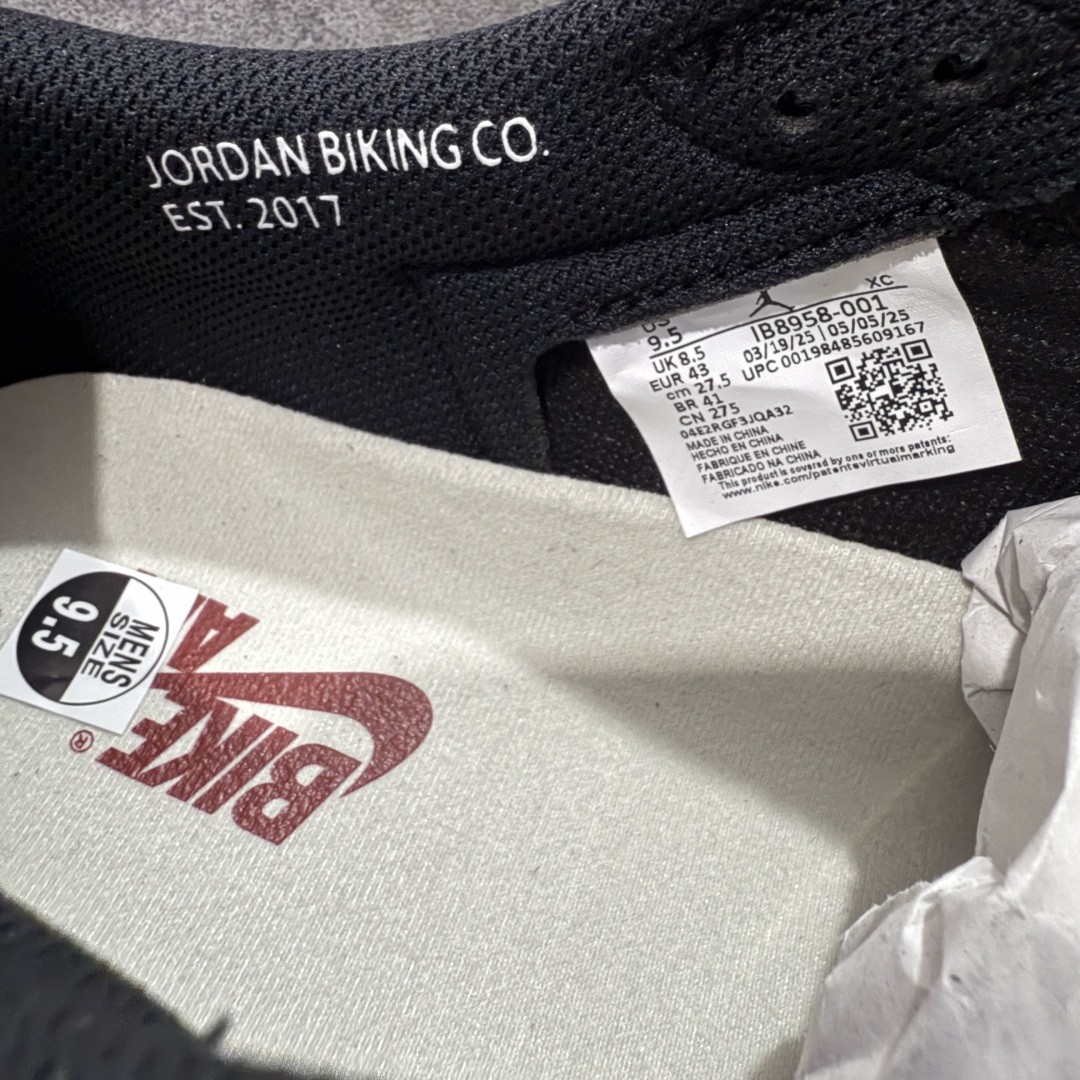 JORDAN BIKING CO.
EST. 2017
XC
US
9.5
UK 8.5
EUR 43
cm 27.5
BR 41
CN 275
IB8958-001
03/19/25 | 05/05/25
UPC 00198485609167
04E2RGF3JQA32
MADE IN CHINA
HECHO EN CHINA
FABRIQUE EN CHINE
FABRICADO NA CHINA
This product is covered by one or more patents:
www.nike.com/patentsvirtualmarking
MENS
SIZE
9.5
BIKE ®